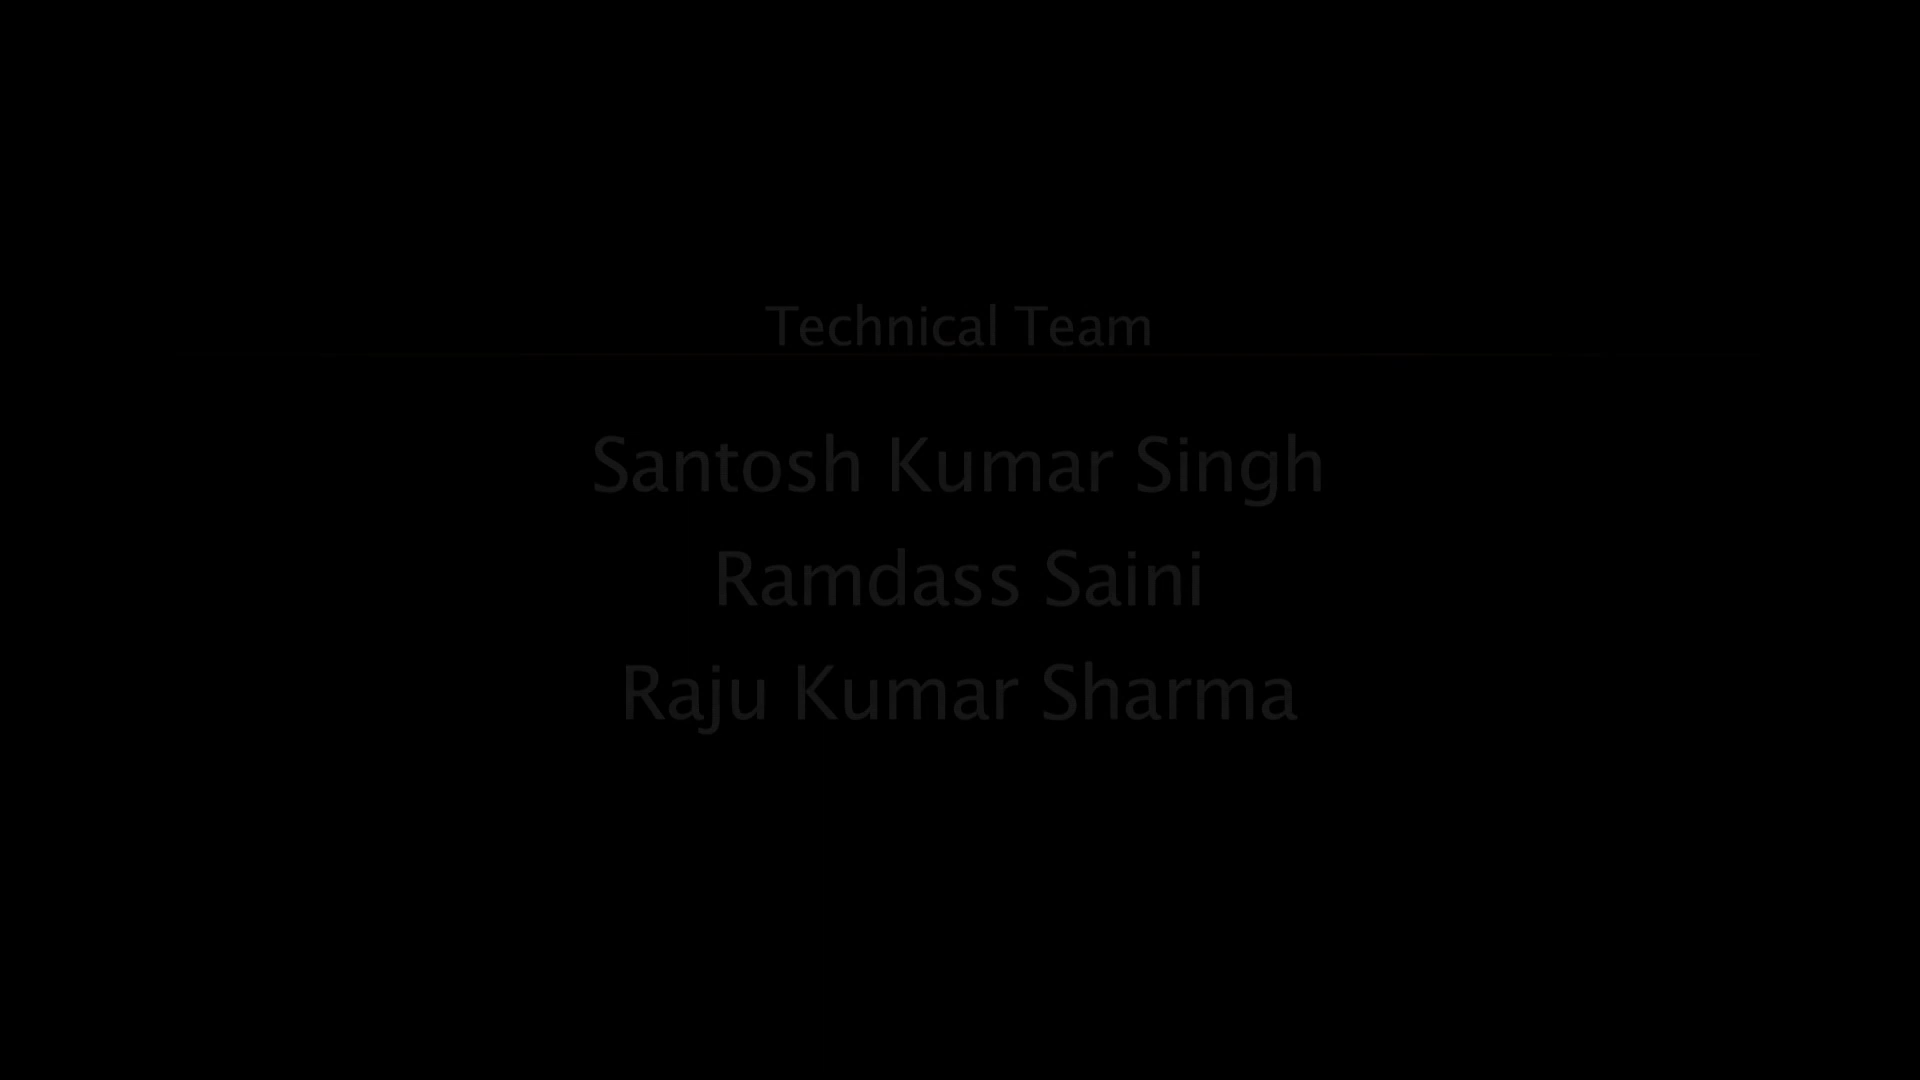 Technical Team
Santosh Kumar Singh
Ramdass Saini
Raju Kumar Sharma